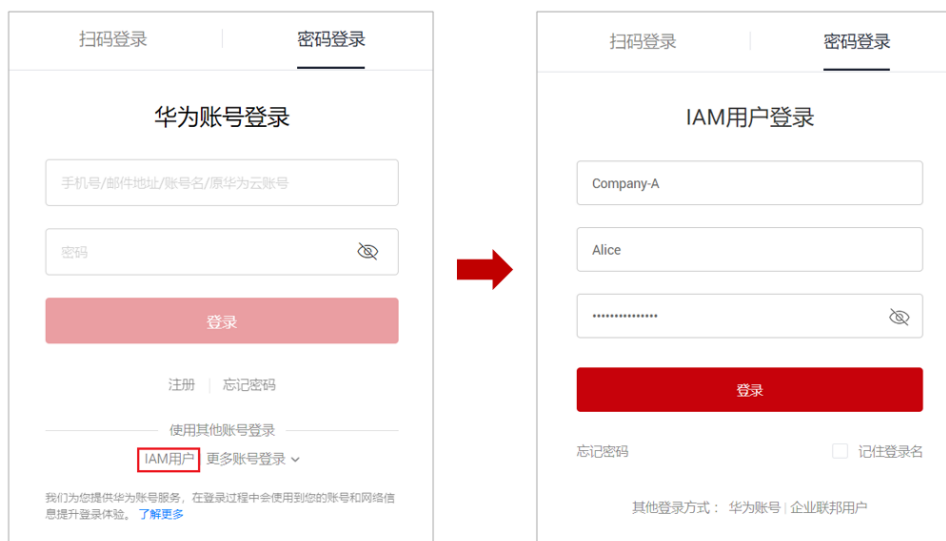 扫码登录
密码登录
华为账号登录
手机号/邮件地址/账号名/原华为云账号
密码
登录
注册 | 忘记密码
使用其他账号登录
IAM用户 更多账号登录
我们为您提供华为账号服务，在登录过程中会使用到您的账号和网络信
息提升登录体验。 了解更多
扫码登录
密码登录
IAM用户登录
Company-A
Alice
•••••••••••••••
登录
忘记密码
记住登录名
其他登录方式： 华为账号 | 企业联邦用户